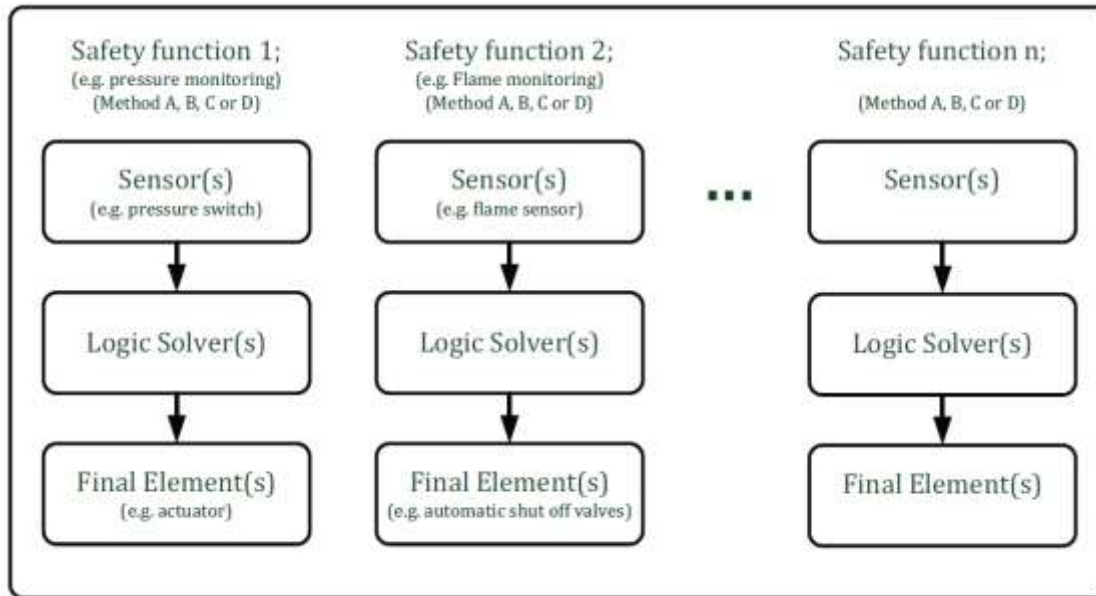 Safety function 1;
(e.g. pressure monitoring)
(Method A, B, C or D)
Sensor(s)
(e.g. pressure switch)
Logic Solver(s)
Final Element(s)
(e.g. actuator)
Safety function 2;
(e.g. Flame monitoring)
(Method A, B, C or D)
Sensor(s)
(e.g. flame sensor)
Logic Solver(s)
Final Element(s)
(e.g. automatic shut off valves)
...
Safety function n;
(Method A, B, C or D)
Sensor(s)
Logic Solver(s)
Final Element(s)